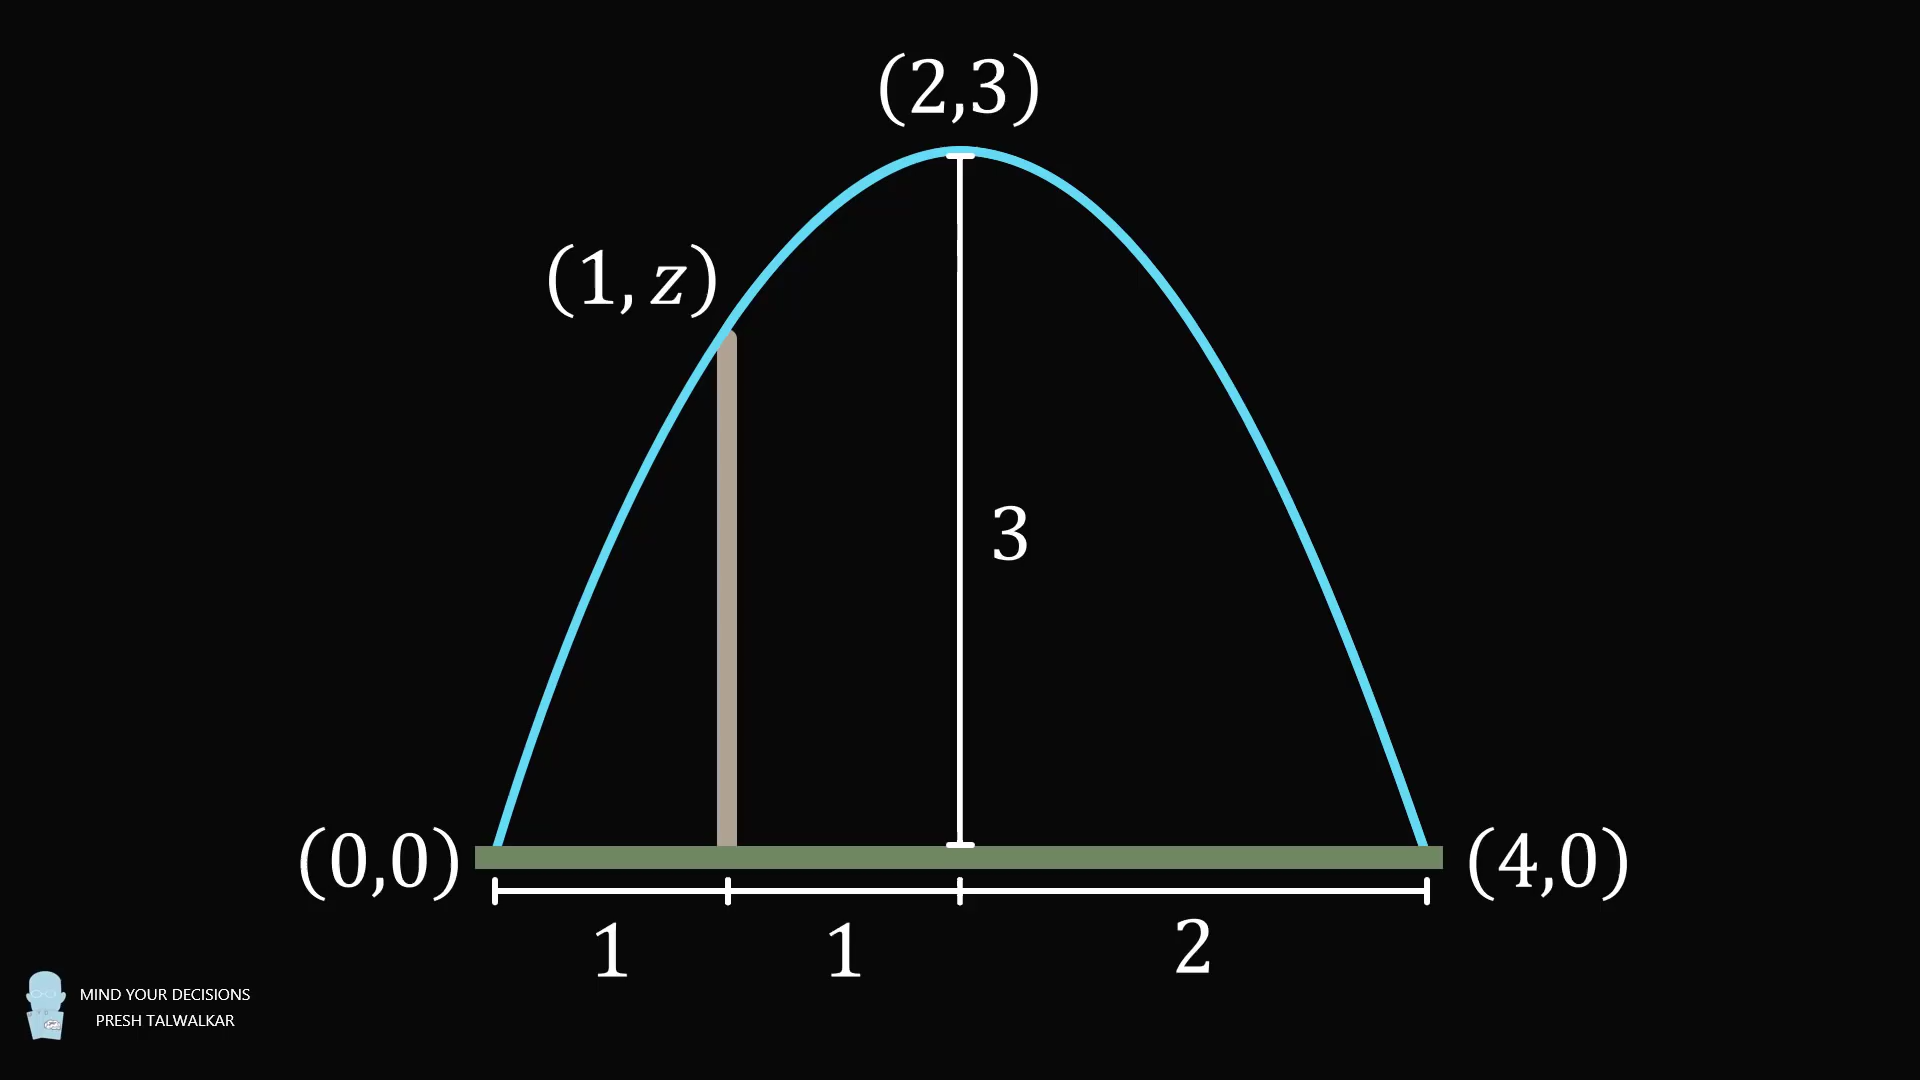 (2,3)
(1, z)
3
(0,0)
(4,0)
1
1
2
MIND YOUR DECISIONS
PRESH TALWALKAR